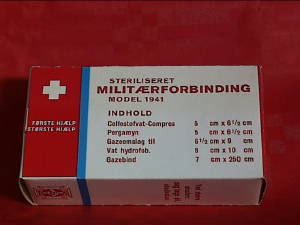 STERILISERET
MILITÆRFORBINDING
MODEL 1941
INDHOLD
Cellestofvat-Compres 5 cm x 6½ cm
Pergamyn 5 cm x 6½ cm
Gazeomslag til 6½ cm x 9 cm
Vat hydrofob. 8 cm x 10 cm
Gazebind 7 cm x 250 cm
FØRSTE HJÆLP
STØRSTE HJÆLP